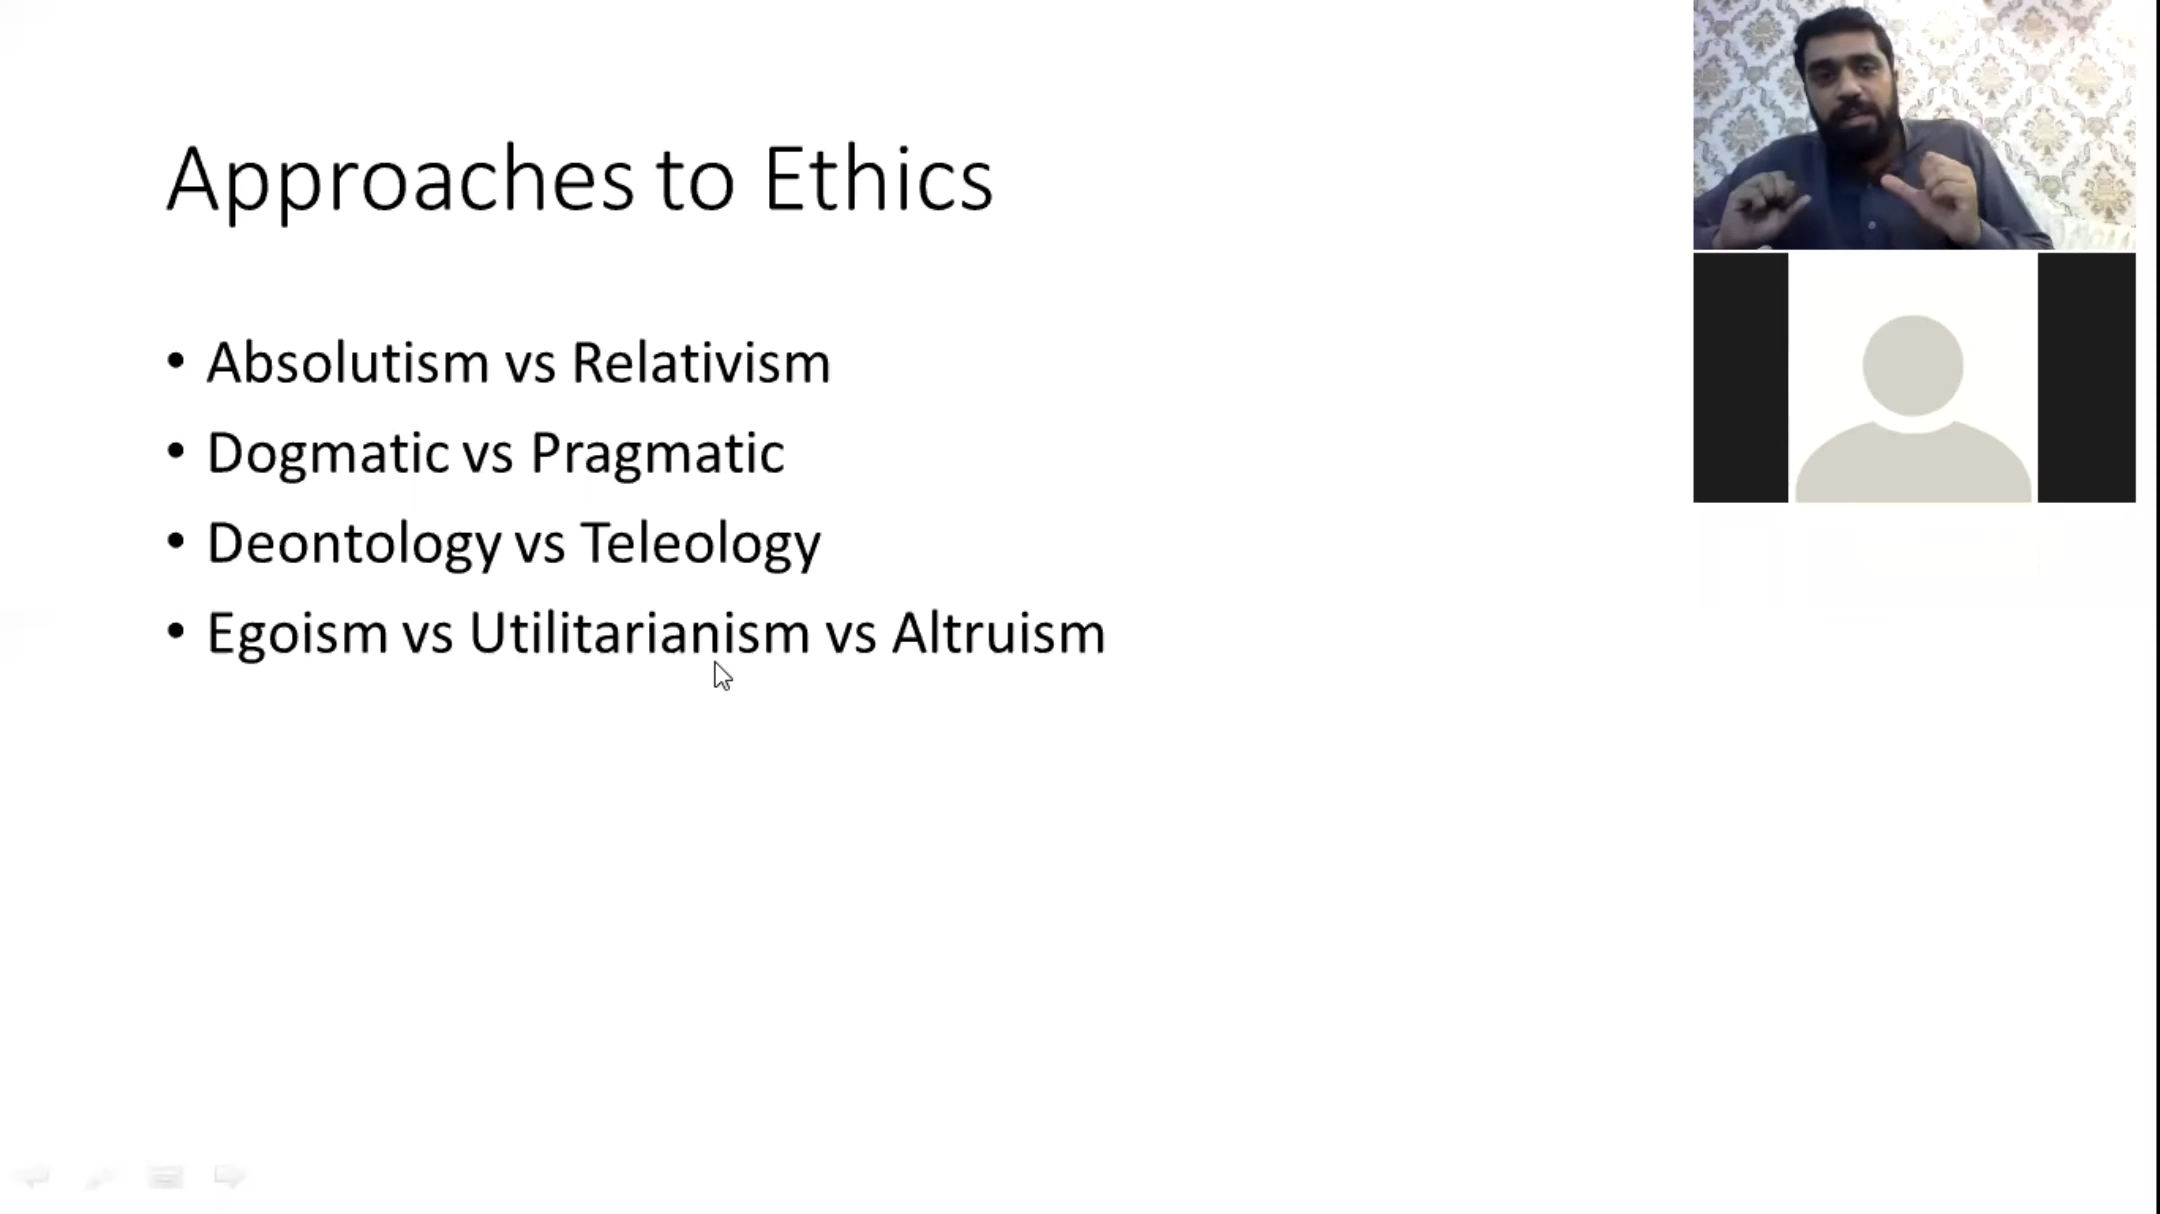 Approaches to Ethics
• Absolutism vs Relativism
• Dogmatic vs Pragmatic
• Deontology vs Teleology
• Egoism vs Utilitarianism vs Altruism